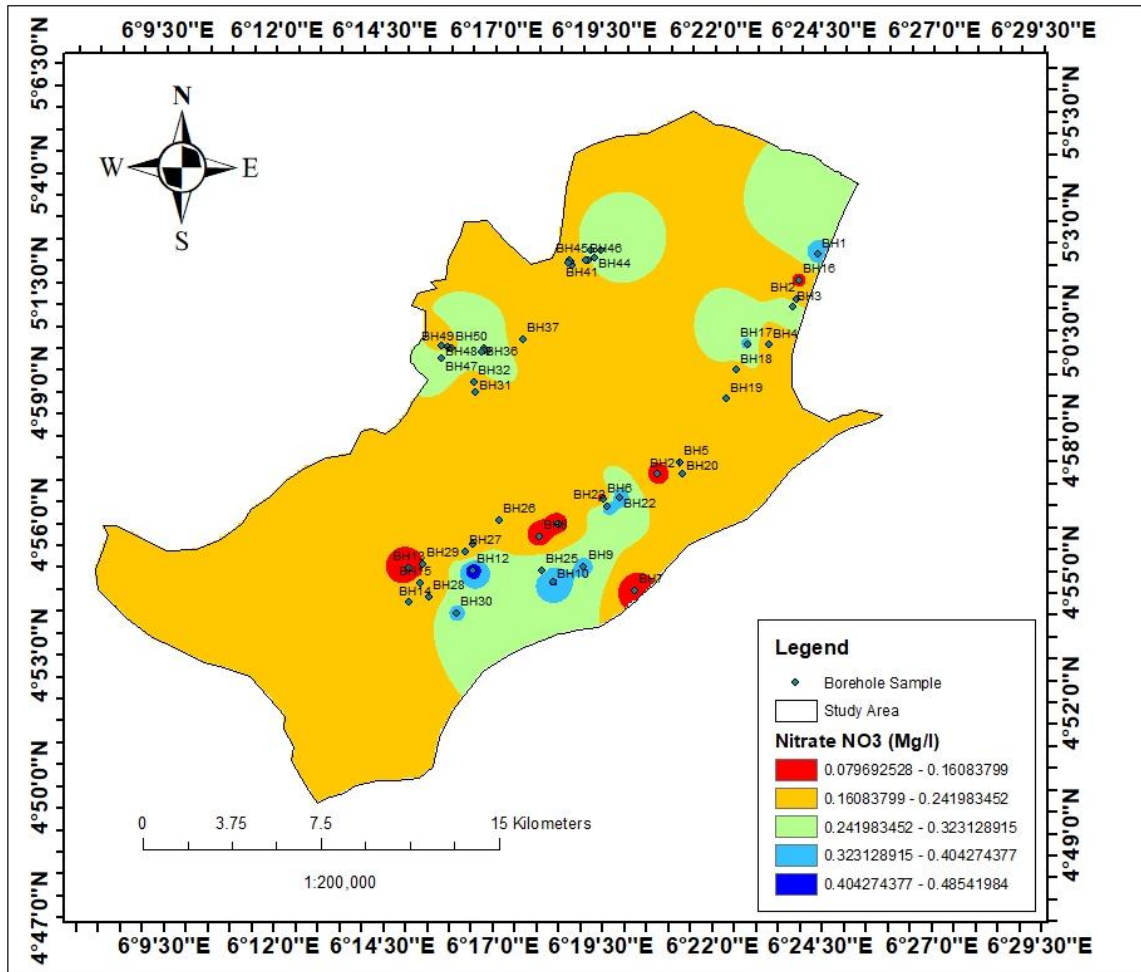 6°9'30"E 6°12'0"E 6°14'30"E 6°17'0"E 6°19'30"E 6°22'0"E 6°24'30"E 6°27'0"E 6°29'30"E
5°6'30"N
5°4'0"N
5°1'30"N
4°59'0"N
4°56'0"N
4°53'0"N
4°50'0"N
4°47'0"N
5°5'30"N
5°3'0"N
5°0'30"N
4°58'0"N
4°55'0"N
4°52'0"N
4°49'0"N
N
W E
S
BH1
BH45 BH46
BH44
BH41
BH16
BH2
BH3
BH37
BH17 BH4
BH49 BH50
BH48 BH36
BH47
BH18
BH32
BH31
BH19
BH5
BH2
BH20
BH6
BH22
BH26
BH27
BH29
BH12
BH25 BH9
BH15
BH10
BH7
BH28
BH14
BH30
0 3.75 7.5 15 Kilometers
1:200,000
Legend
Borehole Sample
Study Area
Nitrate NO3 (Mg/l)
0.079692528 - 0.16083799
0.16083799 - 0.241983452
0.241983452 - 0.323128915
0.323128915 - 0.404274377
0.404274377 - 0.48541984
6°9'30"E 6°12'0"E 6°14'30"E 6°17'0"E 6°19'30"E 6°22'0"E 6°24'30"E 6°27'0"E 6°29'30"E